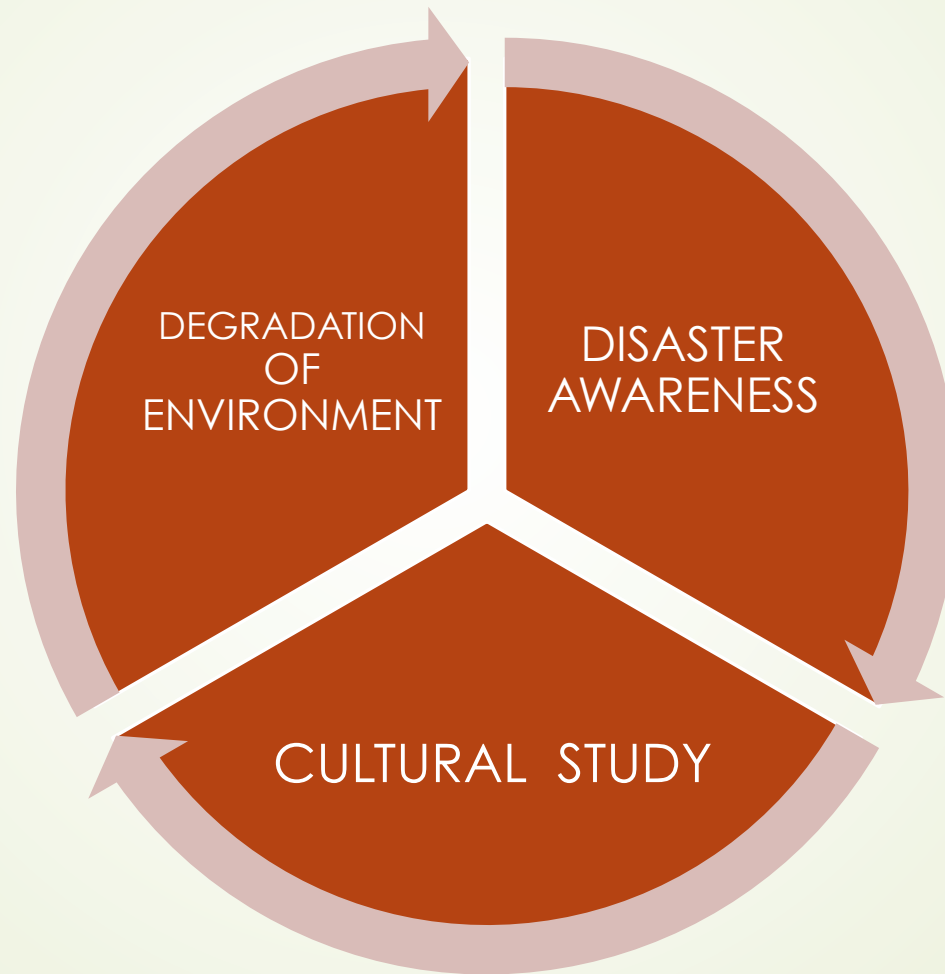 DEGRADATION
OF
ENVIRONMENT
DISASTER
AWARENESS
CULTURAL STUDY